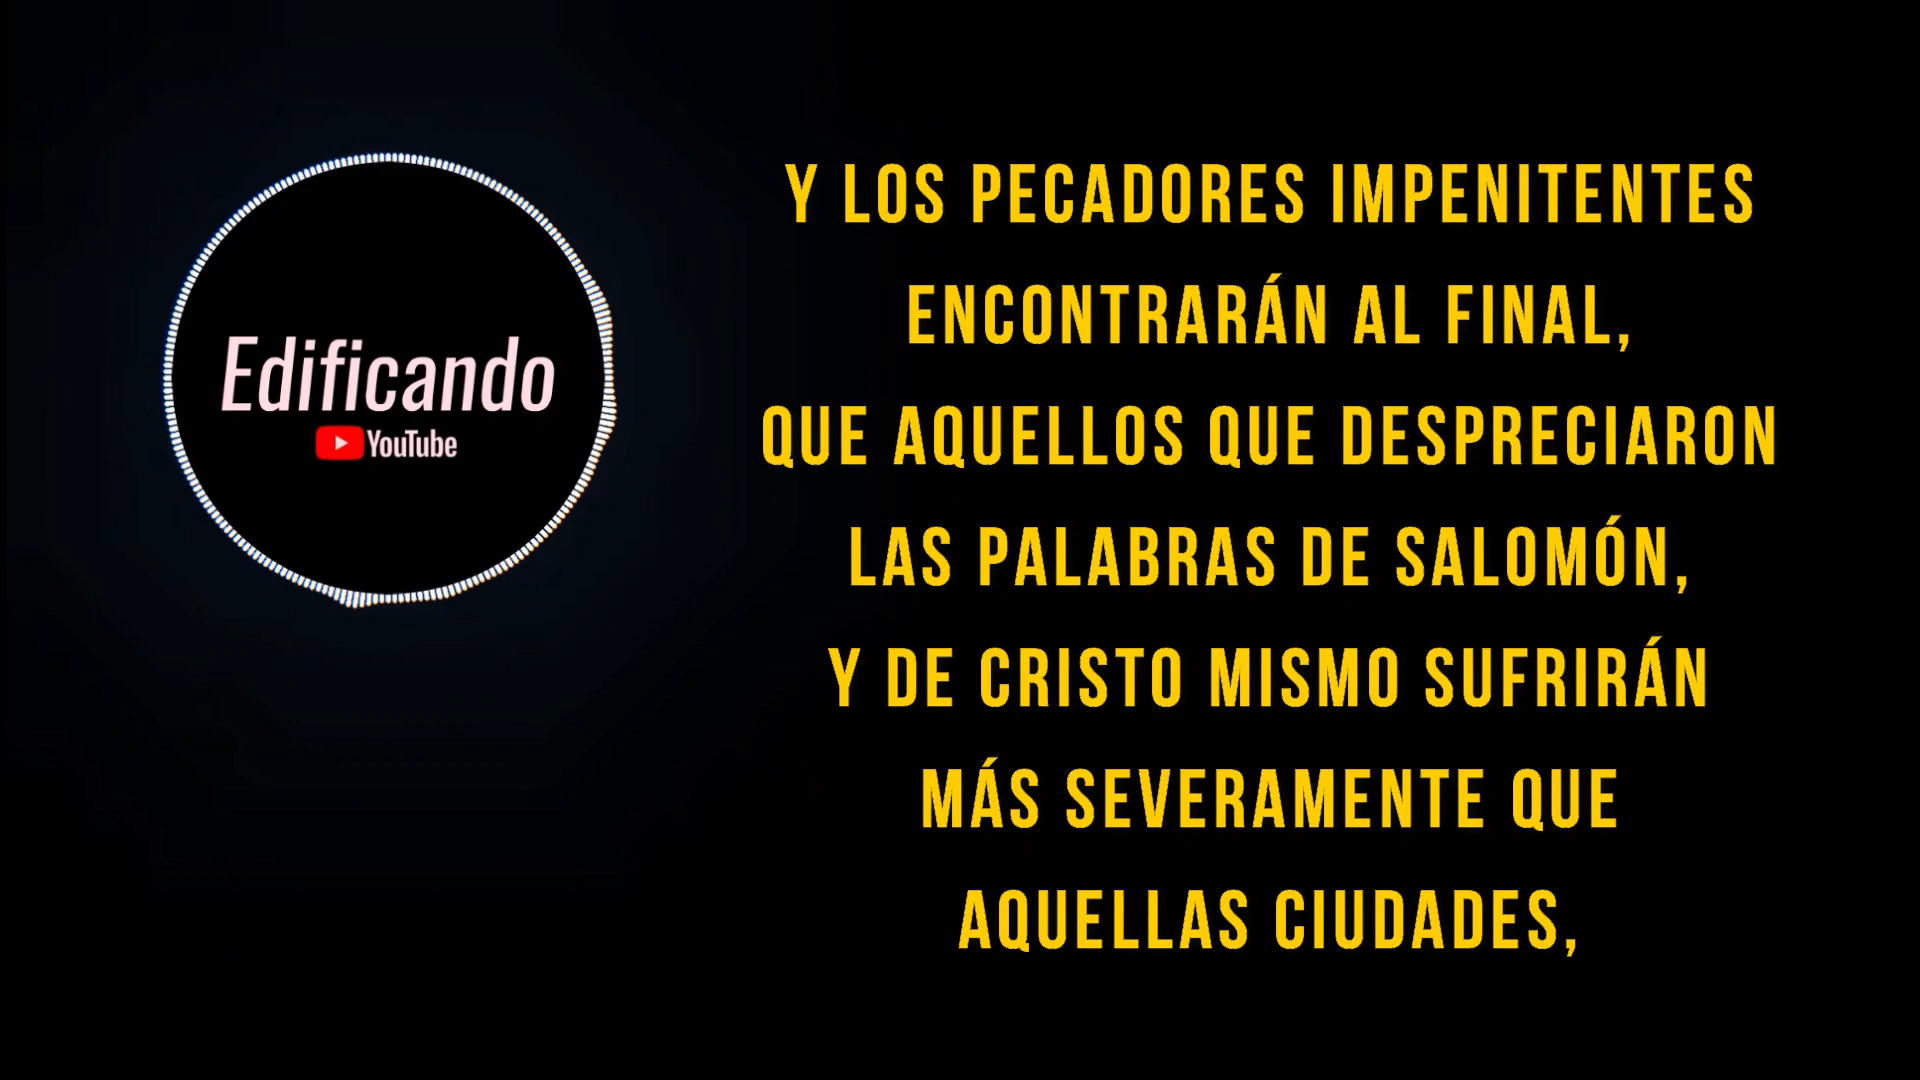 Edificando
YouTube
Y LOS PECADORES IMPENITENTES
ENCONTRARÁN AL FINAL,
QUE AQUELLOS QUE DESPRECIARON
LAS PALABRAS DE SALOMÓN,
Y DE CRISTO MISMO SUFRIRÁN
MÁS SEVERAMENTE QUE
AQUELLAS CIUDADES,